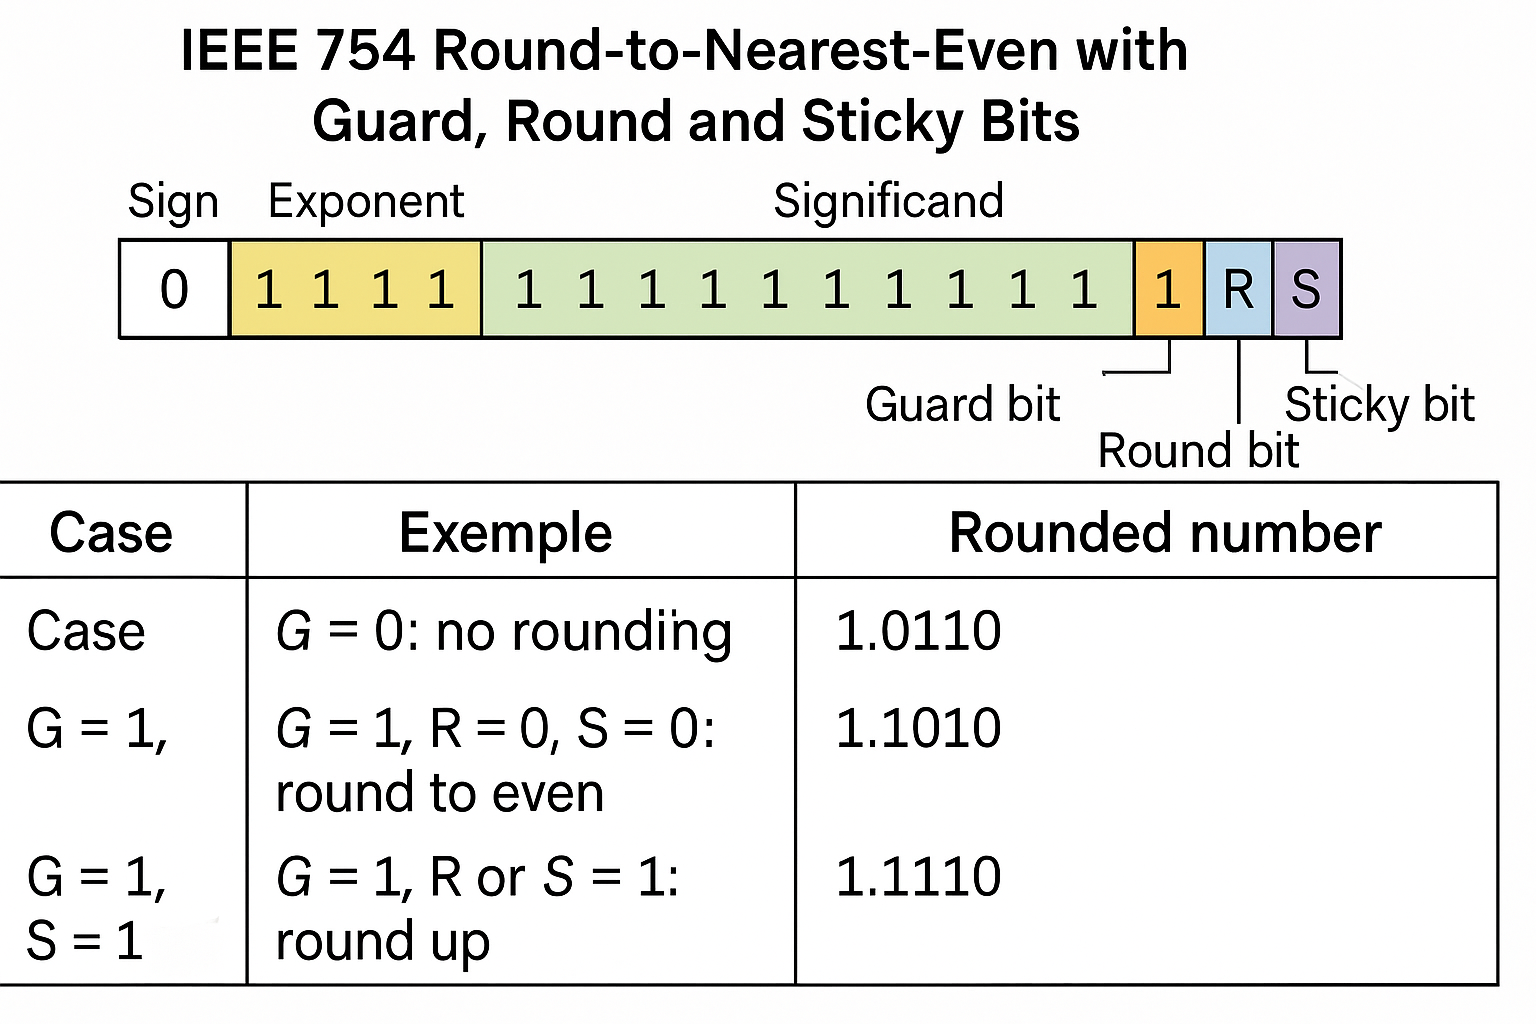 IEEE 754 Round-to-Nearest-Even with
Guard, Round and Sticky Bits
Sign Exponent Significand
0 1 1 1 1 1 1 1 1 1 1 1 1 1 1 1 R S
Guard bit Sticky bit
Round bit
Case Exemple Rounded number
Case G = 0: no rounding 1.0110
G = 1, G = 1, R = 0, S = 0: 1.1010
round to even
G = 1, G = 1, R or S = 1: 1.1110
S = 1 round up